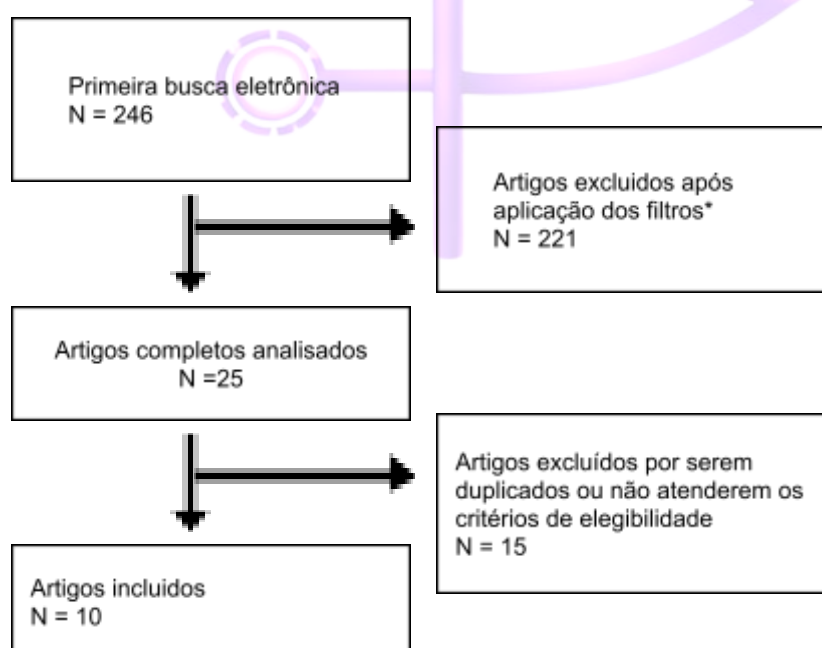 Primeira busca eletrônica
N = 246
Artigos excluidos após
aplicação dos filtros*
N = 221
Artigos completos analisados
N =25
Artigos excluídos por serem
duplicados ou não atenderem os
critérios de elegibilidade
N = 15
Artigos incluidos
N = 10